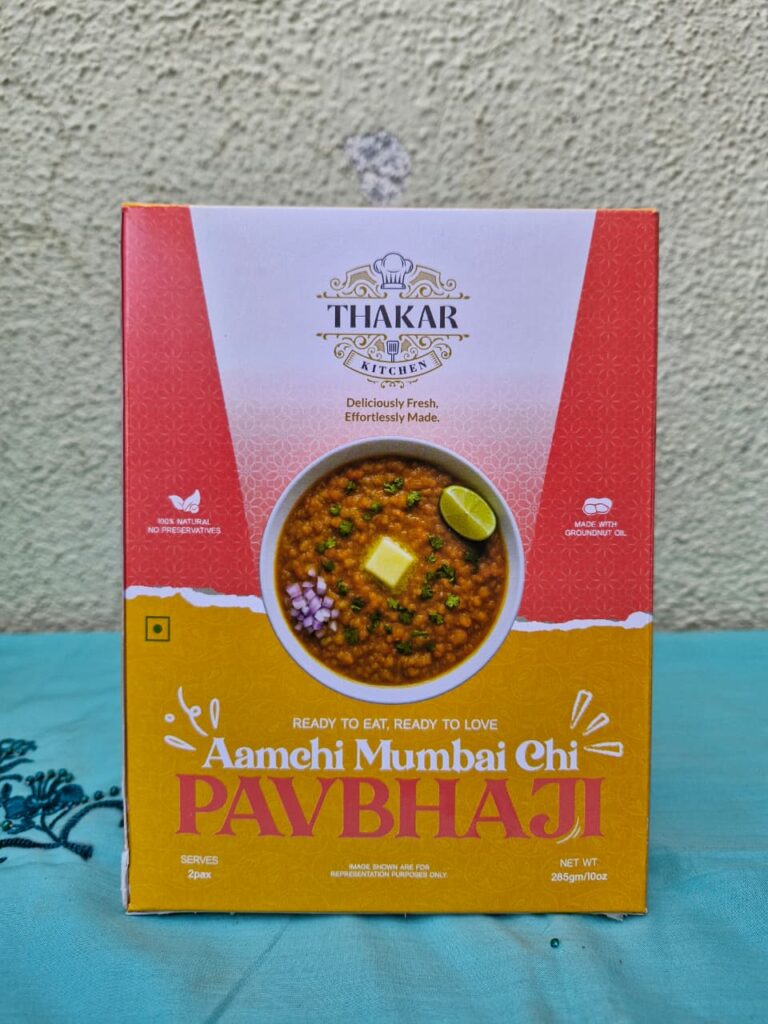 THAKAR
KITCHEN
Deliciously Fresh,
Effortlessly Made.
100% NATURAL
NO PRESERVATIVES
MADE WITH
GROUNDNUT OIL
READY TO EAT, READY TO LOVE
Aamchi Mumbai Chi
PAVBHAJI
SERVES
2pax
IMAGE SHOWN ARE FOR
REPRESENTATION PURPOSES ONLY
NET WT
285gm/10oz